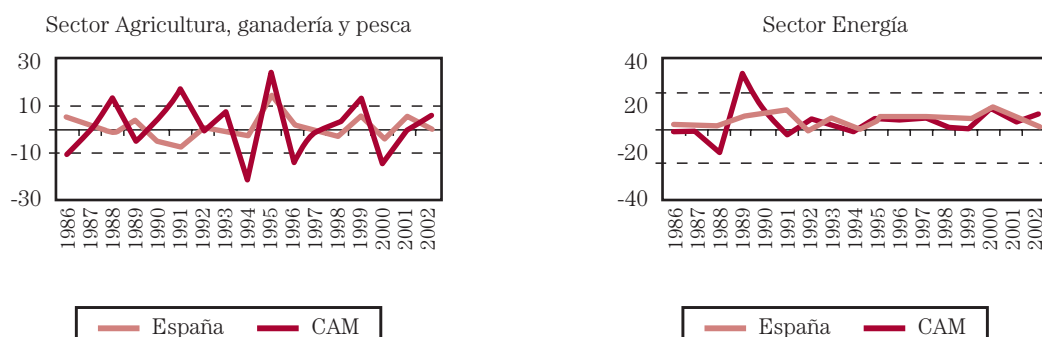 Sector Agricultura, ganadería y pesca
30
10
-10
-30
1986 1987 1988 1989 1990 1991 1992 1993 1994 1995 1996 1997 1998 1999 2000 2001 2002
España CAM
Sector Energía
40
20
-20
-40
1986 1987 1988 1989 1990 1991 1992 1993 1994 1995 1996 1997 1998 1999 2000 2001 2002
España CAM